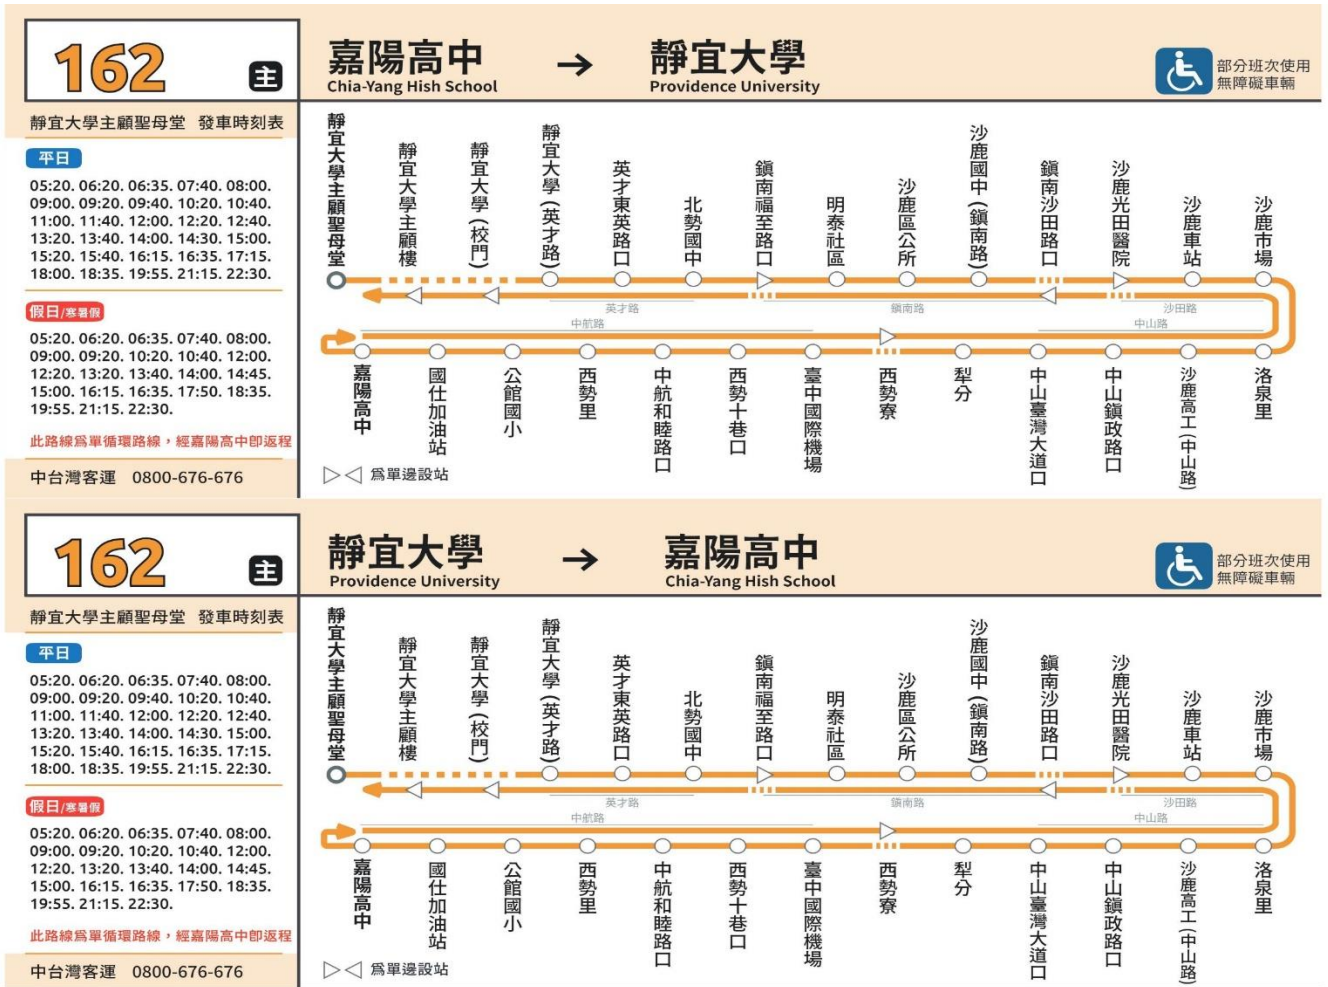 162 主
嘉陽高中 → 靜宜大學
Chia-Yang Hish School Providence University
部分班次使用
無障礙車輛
靜宜大學主顧聖母堂 發車時刻表
平日
05:20. 06:20. 06:35. 07:40. 08:00.
09:00. 09:20. 09:40. 10:20. 10:40.
11:00. 11:40. 12:00. 12:20. 12:40.
13:20. 13:40. 14:00. 14:30. 15:00.
15:20. 15:40. 16:15. 16:35. 17:15.
18:00. 18:35. 19:55. 21:15. 22:30.
假日/寒暑假
05:20. 06:20. 06:35. 07:40. 08:00.
09:00. 09:20. 10:20. 10:40. 12:00.
12:20. 13:20. 13:40. 14:00. 14:45.
15:00. 16:15. 16:35. 17:50. 18:35.
19:55. 21:15. 22:30.
此路線為單循環路線，經嘉陽高中即返程
中台灣客運 0800-676-676
靜宜大學主顧聖母堂
靜宜大學主顧樓
靜宜大學(校門)
靜宜大學(英才路)
英才東英路口
北勢國中
鎮南福至路口
明泰社區
沙鹿區公所
沙鹿國中(鎮南路)
鎮南沙田路口
沙鹿光田醫院
沙鹿車站
沙鹿市場
英才路
鎮南路
沙田路
中航路
中山路
嘉陽高中
國仕加油站
公館國小
西勢里
中航和睦路口
西勢十巷口
臺中國際機場
西勢寮
犁分
中山臺灣大道口
中山鎮政路口
沙鹿高工(中山路)
洛泉里
▷◁ 為單邊設站
162 主
靜宜大學 → 嘉陽高中
Providence University Chia-Yang Hish School
部分班次使用
無障礙車輛
靜宜大學主顧聖母堂 發車時刻表
平日
05:20. 06:20. 06:35. 07:40. 08:00.
09:00. 09:20. 09:40. 10:20. 10:40.
11:00. 11:40. 12:00. 12:20. 12:40.
13:20. 13:40. 14:00. 14:30. 15:00.
15:20. 15:40. 16:15. 16:35. 17:15.
18:00. 18:35. 19:55. 21:15. 22:30.
假日/寒暑假
05:20. 06:20. 06:35. 07:40. 08:00.
09:00. 09:20. 10:20. 10:40. 12:00.
12:20. 13:20. 13:40. 14:00. 14:45.
15:00. 16:15. 16:35. 17:50. 18:35.
19:55. 21:15. 22:30.
此路線為單循環路線，經嘉陽高中即返程
中台灣客運 0800-676-676
靜宜大學主顧聖母堂
靜宜大學主顧樓
靜宜大學(校門)
靜宜大學(英才路)
英才東英路口
北勢國中
鎮南福至路口
明泰社區
沙鹿區公所
沙鹿國中(鎮南路)
鎮南沙田路口
沙鹿光田醫院
沙鹿車站
沙鹿市場
英才路
鎮南路
沙田路
中航路
中山路
嘉陽高中
國仕加油站
公館國小
西勢里
中航和睦路口
西勢十巷口
臺中國際機場
西勢寮
犁分
中山臺灣大道口
中山鎮政路口
沙鹿高工(中山路)
洛泉里
▷◁ 為單邊設站